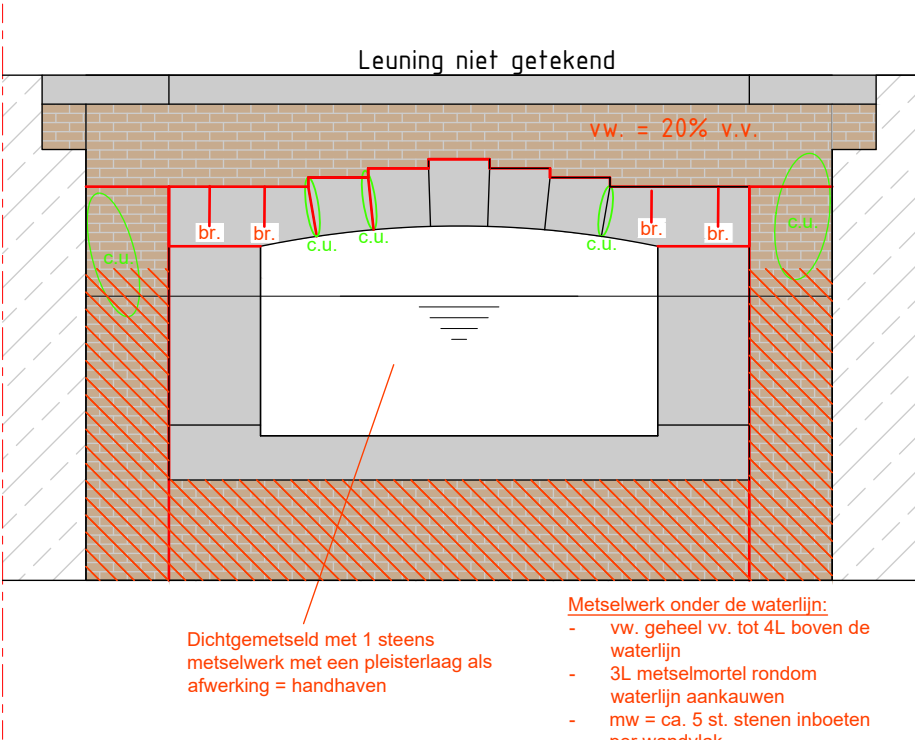 Leuning niet getekend
vw. = 20% v.v.
br.
br.
br.
br.
c.u.
c.u.
c.u.
c.u.
c.u.
Dichtgemetseld met 1 steens
metselwerk met een pleisterlaag als
afwerking = handhaven
Metselwerk onder de waterlijn:
- vw. geheel vv. tot 4L boven de
waterlijn
- 3L metselmortel rondom
waterlijn aankauwen
- mw = ca. 5 st. stenen inboeten
per wandvlak